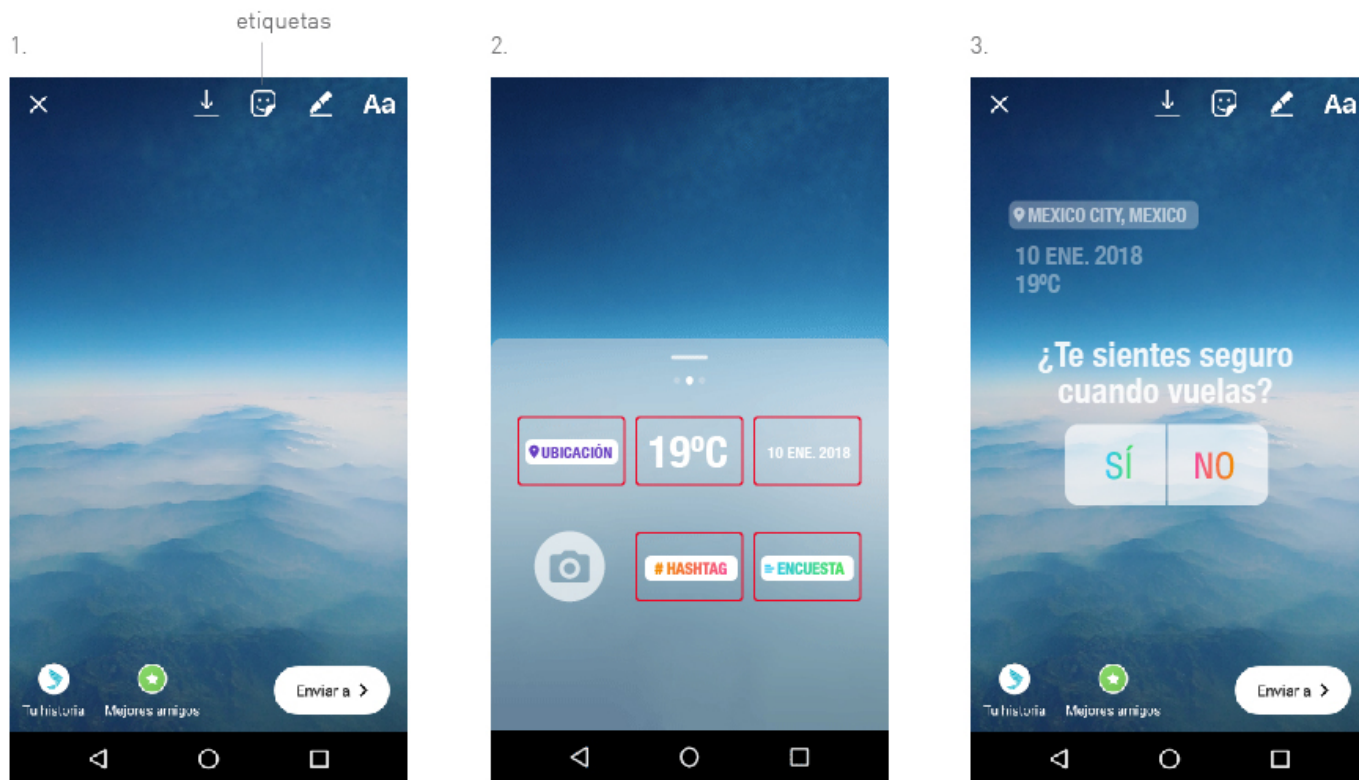 etiquetas
1.
Aa
Tu historia
Mejores amigos
Enviar a >
2.
UBICACIÓN
19ºC
10 ENE. 2018
# HASHTAG
ENCUESTA
3.
Aa
MEXICO CITY, MEXICO
10 ENE. 2018
19ºC
¿Te sientes seguro
cuando vuelas?
SÍ
NO
Tu historia
Mejores amigos
Enviar a >